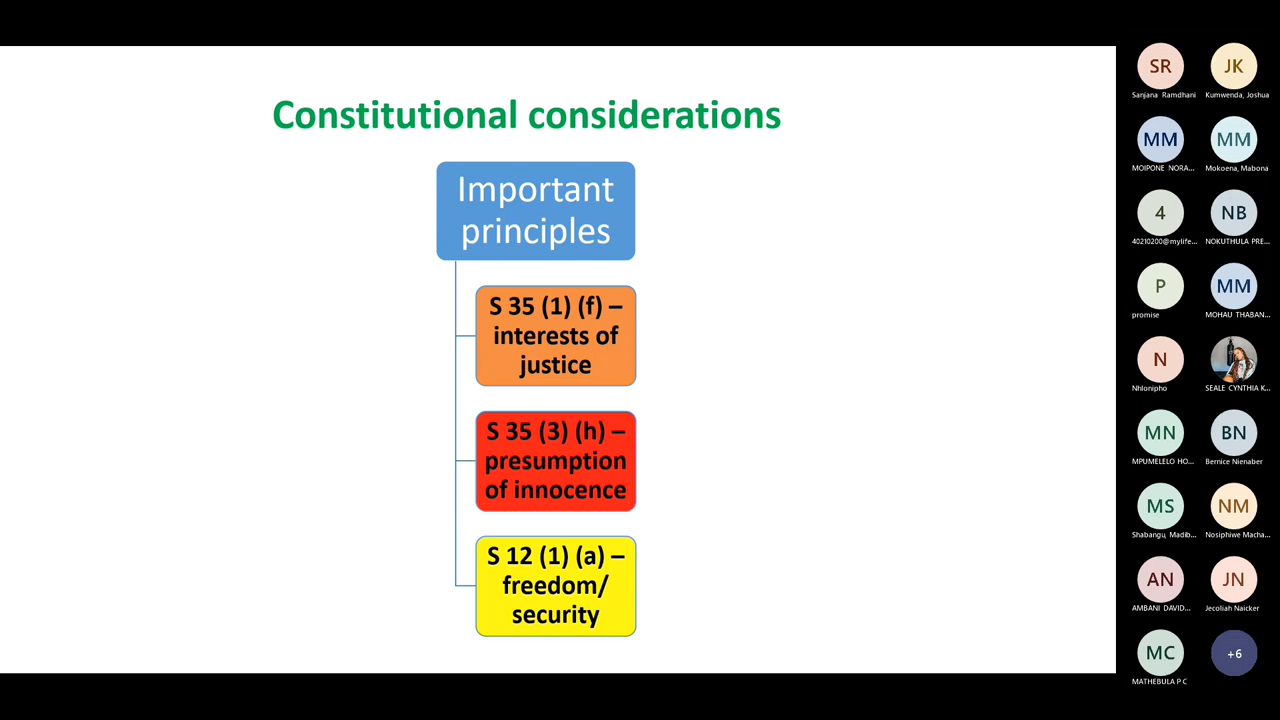 Constitutional considerations
Important
principles
S 35 (1) (f) –
interests of
justice
S 35 (3) (h) –
presumption
of innocence
S 12 (1) (a) –
freedom/
security
SR JK
Sanjana Ramdhani Kumwenda, Joshua
MM MM
MOIPONE NORA... Mokoena, Mabona
4 NB
40210200@mylife... NOKUTHULA PRE...
P MM
promise MOHAU THABAN...
N
Nhlonipho SEALE CYNTHIA K...
MN BN
MPUMELELO HO... Bernice Nienaber
MS NM
Shabangu, Madib... Nosiphiwe Macha...
AN JN
AMBANI DAVID... Jecoliah Naicker
MC +6
MATHEBULA P C